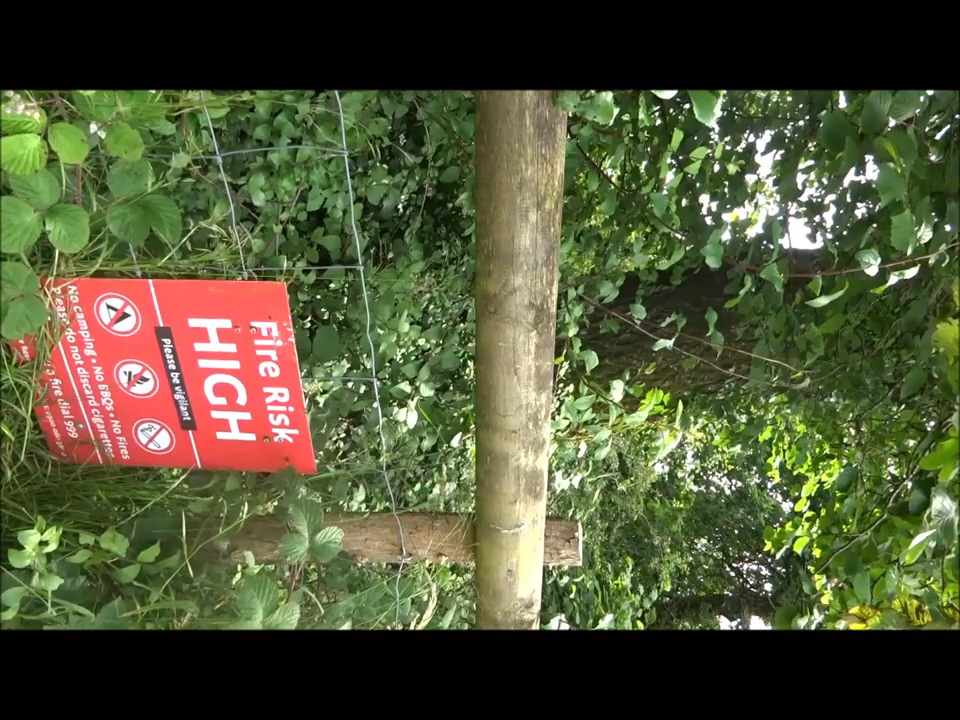 Fire Risk
HIGH
Please be vigilant
No camping • No BBQs • No Fires
Please do not discard cigarettes
fire dial 999